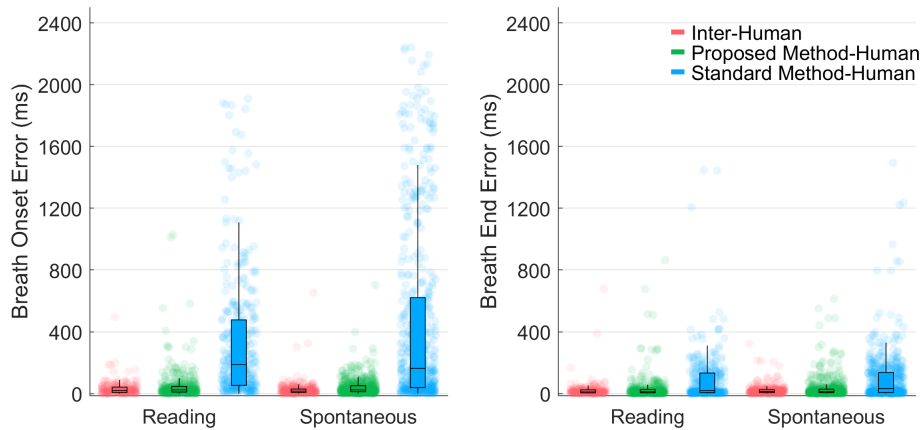 Breath Onset Error (ms)
2400
2000
1600
1200
800
400
0
Reading
Spontaneous
Breath End Error (ms)
2400
2000
1600
1200
800
400
0
Reading
Spontaneous
Inter-Human
Proposed Method-Human
Standard Method-Human